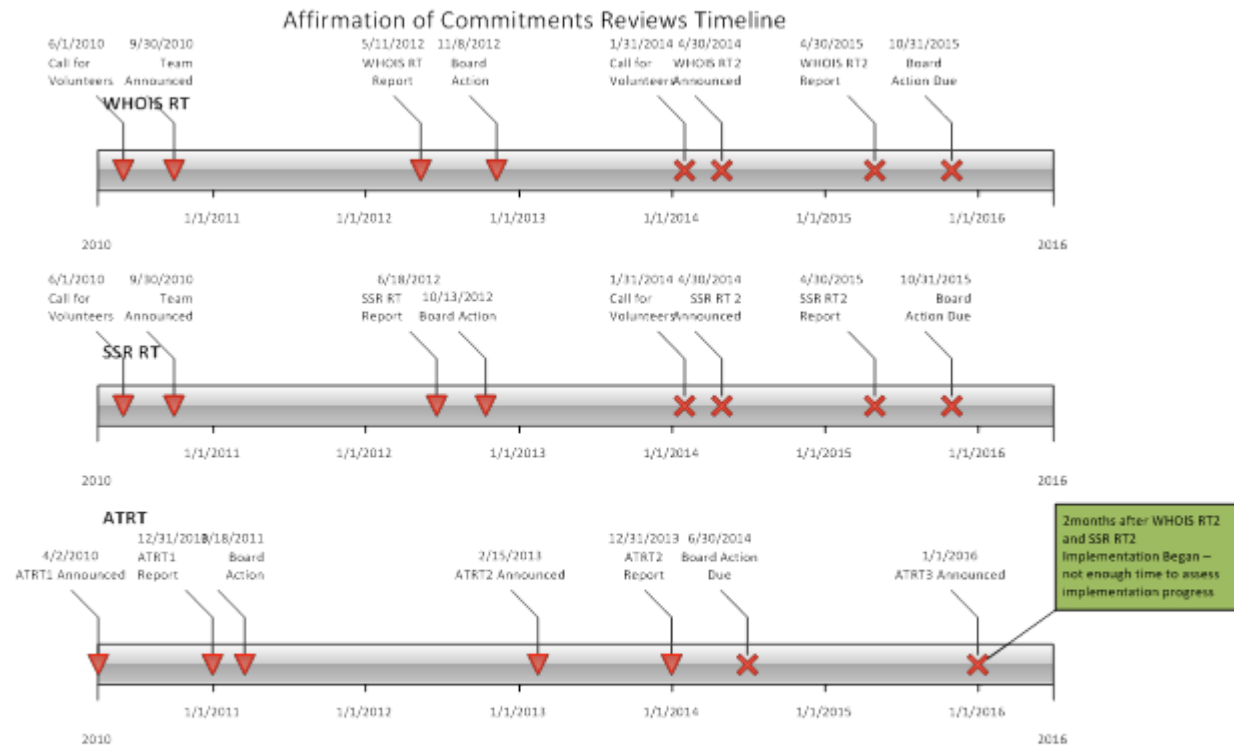 Affirmation of Commitments Reviews Timeline
6/1/2010 9/30/2010 5/11/2012 11/8/2012 1/31/2014 4/30/2014 4/30/2015 10/31/2015
Call for Team WHOIS RT Board Call for WHOIS RT2 WHOIS RT2 Board
Volunteers Announced Report Action Volunteers Announced Report Action Due
WHOIS RT
1/1/2011 1/1/2012 1/1/2013 1/1/2014 1/1/2015 1/1/2016
2010 2016
6/1/2010 9/30/2010 6/18/2012 1/31/2014 4/30/2014 4/30/2015 10/31/2015
Call for Team SSR RT 10/13/2012 Call for SSR RT 2 SSR RT2 Board
Volunteers Announced Report Board Action Volunteers Announced Report Action Due
SSR RT
1/1/2011 1/1/2012 1/1/2013 1/1/2014 1/1/2015 1/1/2016
2010 2016
ATRT
12/31/2010 /18/2011 12/31/2013 6/30/2014
4/2/2010 ATRT1 Board 2/15/2013 ATRT2 Board Action 1/1/2016
ATRT1 Announced Report Action ATRT2 Announced Report Due ATRT3 Announced
2months after WHOIS RT2
and SSR RT2
Implementation Began –
not enough time to assess
implementation progress
1/1/2011 1/1/2012 1/1/2013 1/1/2014 1/1/2015 1/1/2016
2010 2016